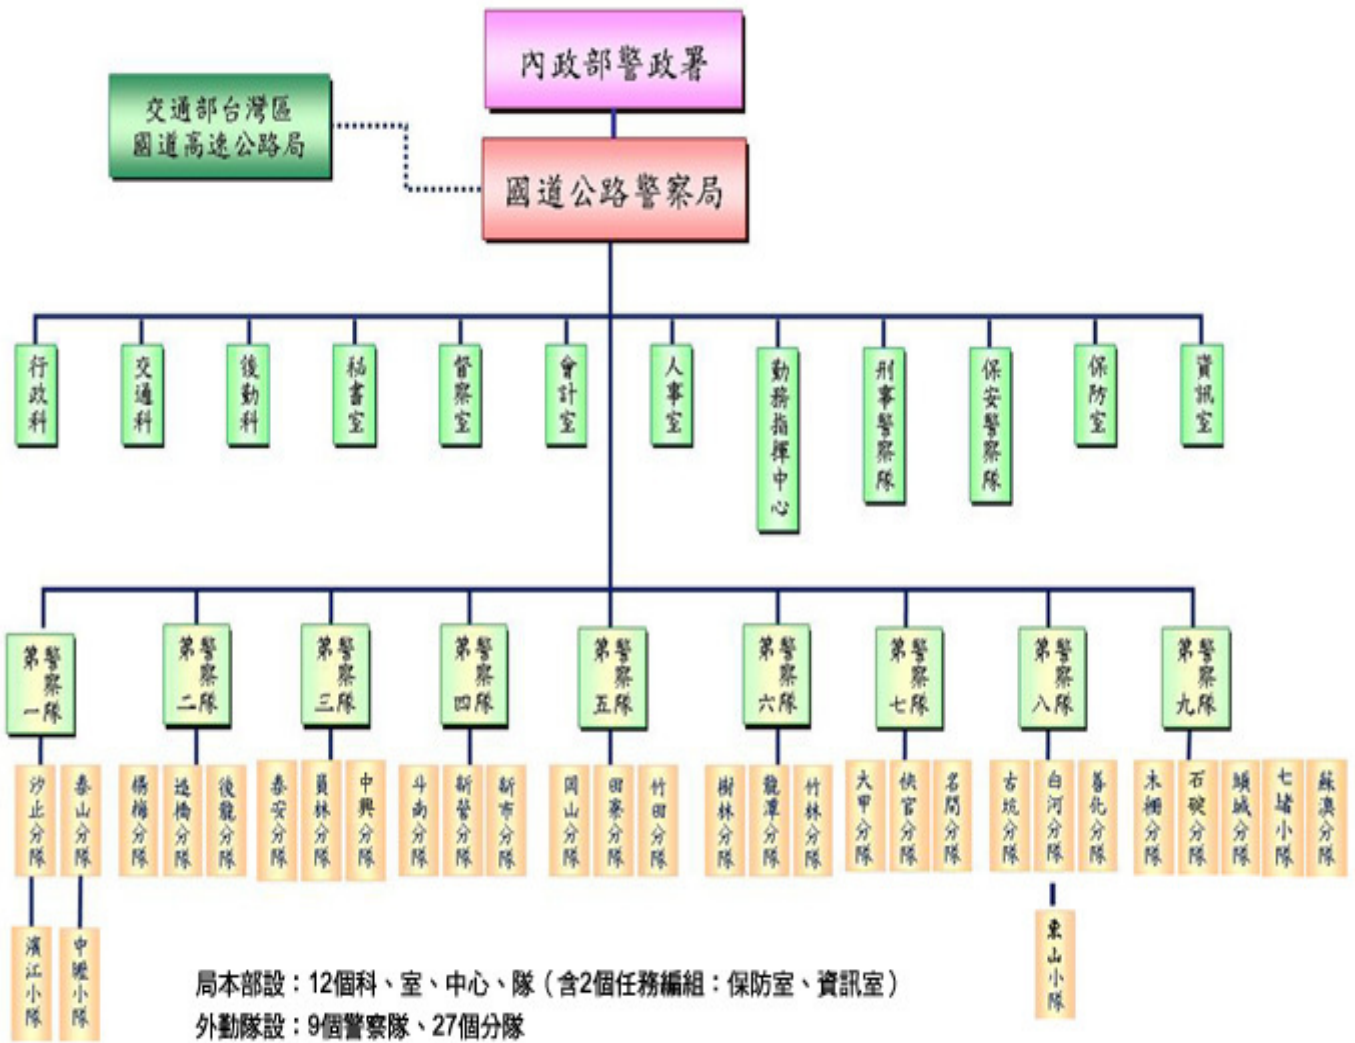 內政部警政署
交通部台灣區
國道高速公路局
國道公路警察局
行政科
交通科
後勤科
秘書室
督察室
會計室
人事室
勤務指揮中心
刑事警察隊
保安警察隊
保防室
資訊室
第一警察隊
第二警察隊
第三警察隊
第四警察隊
第五警察隊
第六警察隊
第七警察隊
第八警察隊
第九警察隊
汐止分隊
泰山分隊
楊梅分隊
造橋分隊
後龍分隊
泰安分隊
員林分隊
中興分隊
斗南分隊
新營分隊
新市分隊
岡山分隊
田寮分隊
竹田分隊
樹林分隊
龍潭分隊
竹林分隊
大甲分隊
快官分隊
名間分隊
古坑分隊
白河分隊
善化分隊
木柵分隊
石碇分隊
頭城分隊
七堵小隊
蘇澳分隊
濱江小隊
中壢小隊
東山小隊
局本部設：12個科、室、中心、隊（含2個任務編組：保防室、資訊室）
外勤隊設：9個警察隊、27個分隊